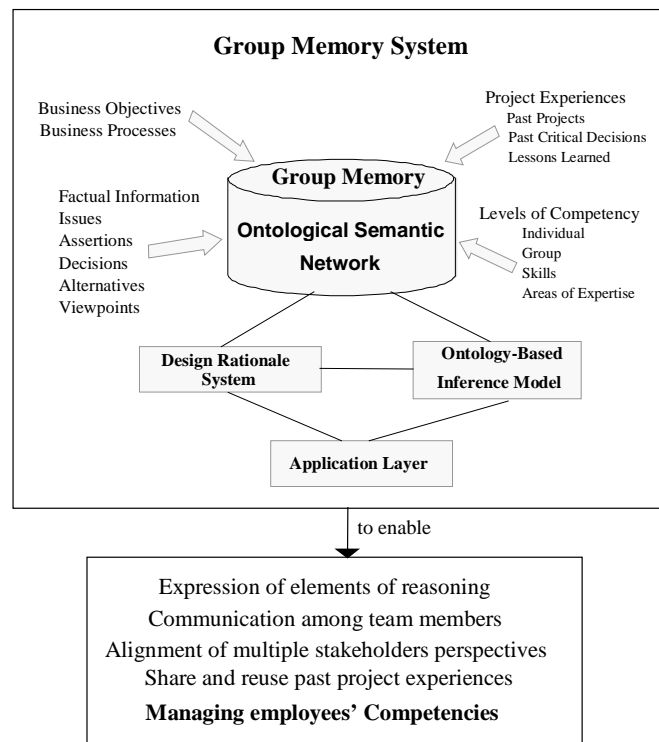 Group Memory System
Business Objectives
Business Processes
Project Experiences
Past Projects
Past Critical Decisions
Lessons Learned
Group Memory
Ontological Semantic
Network
Factual Information
Issues
Assertions
Decisions
Alternatives
Viewpoints
Levels of Competency
Individual
Group
Skills
Areas of Expertise
Design Rationale
System
Ontology-Based
Inference Model
Application Layer
to enable
Expression of elements of reasoning
Communication among team members
Alignment of multiple stakeholders perspectives
Share and reuse past project experiences
Managing employees’ Competencies